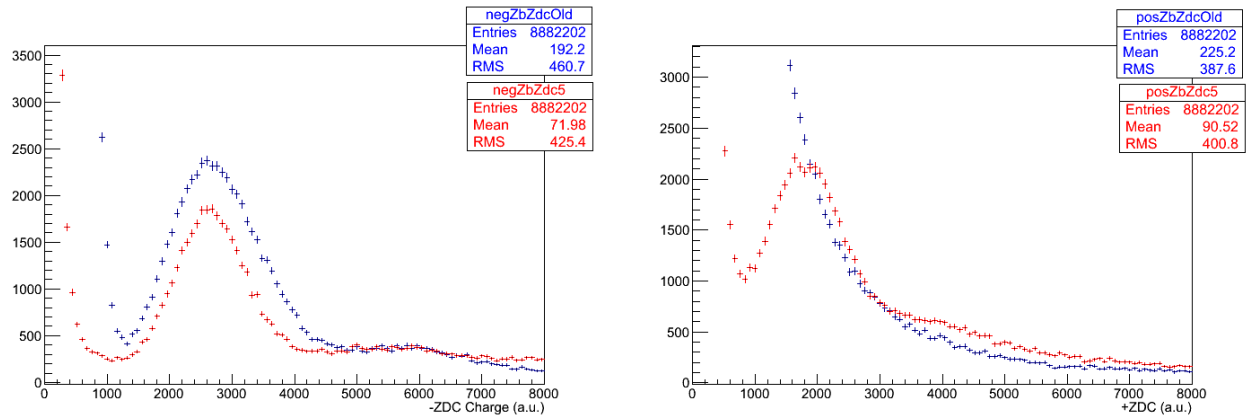 negZbZdcOld
Entries 8882202
Mean 192.2
RMS 460.7
negZbZdc5
Entries 8882202
Mean 71.98
RMS 425.4
3500
3000
2500
2000
1500
1000
500
0
0 1000 2000 3000 4000 5000 6000 7000 8000
-ZDC Charge (a.u.)
posZbZdcOld
Entries 8882202
Mean 225.2
RMS 387.6
posZbZdc5
Entries 8882202
Mean 90.52
RMS 400.8
3000
2500
2000
1500
1000
500
0
0 1000 2000 3000 4000 5000 6000 7000 8000
+ZDC (a.u.)